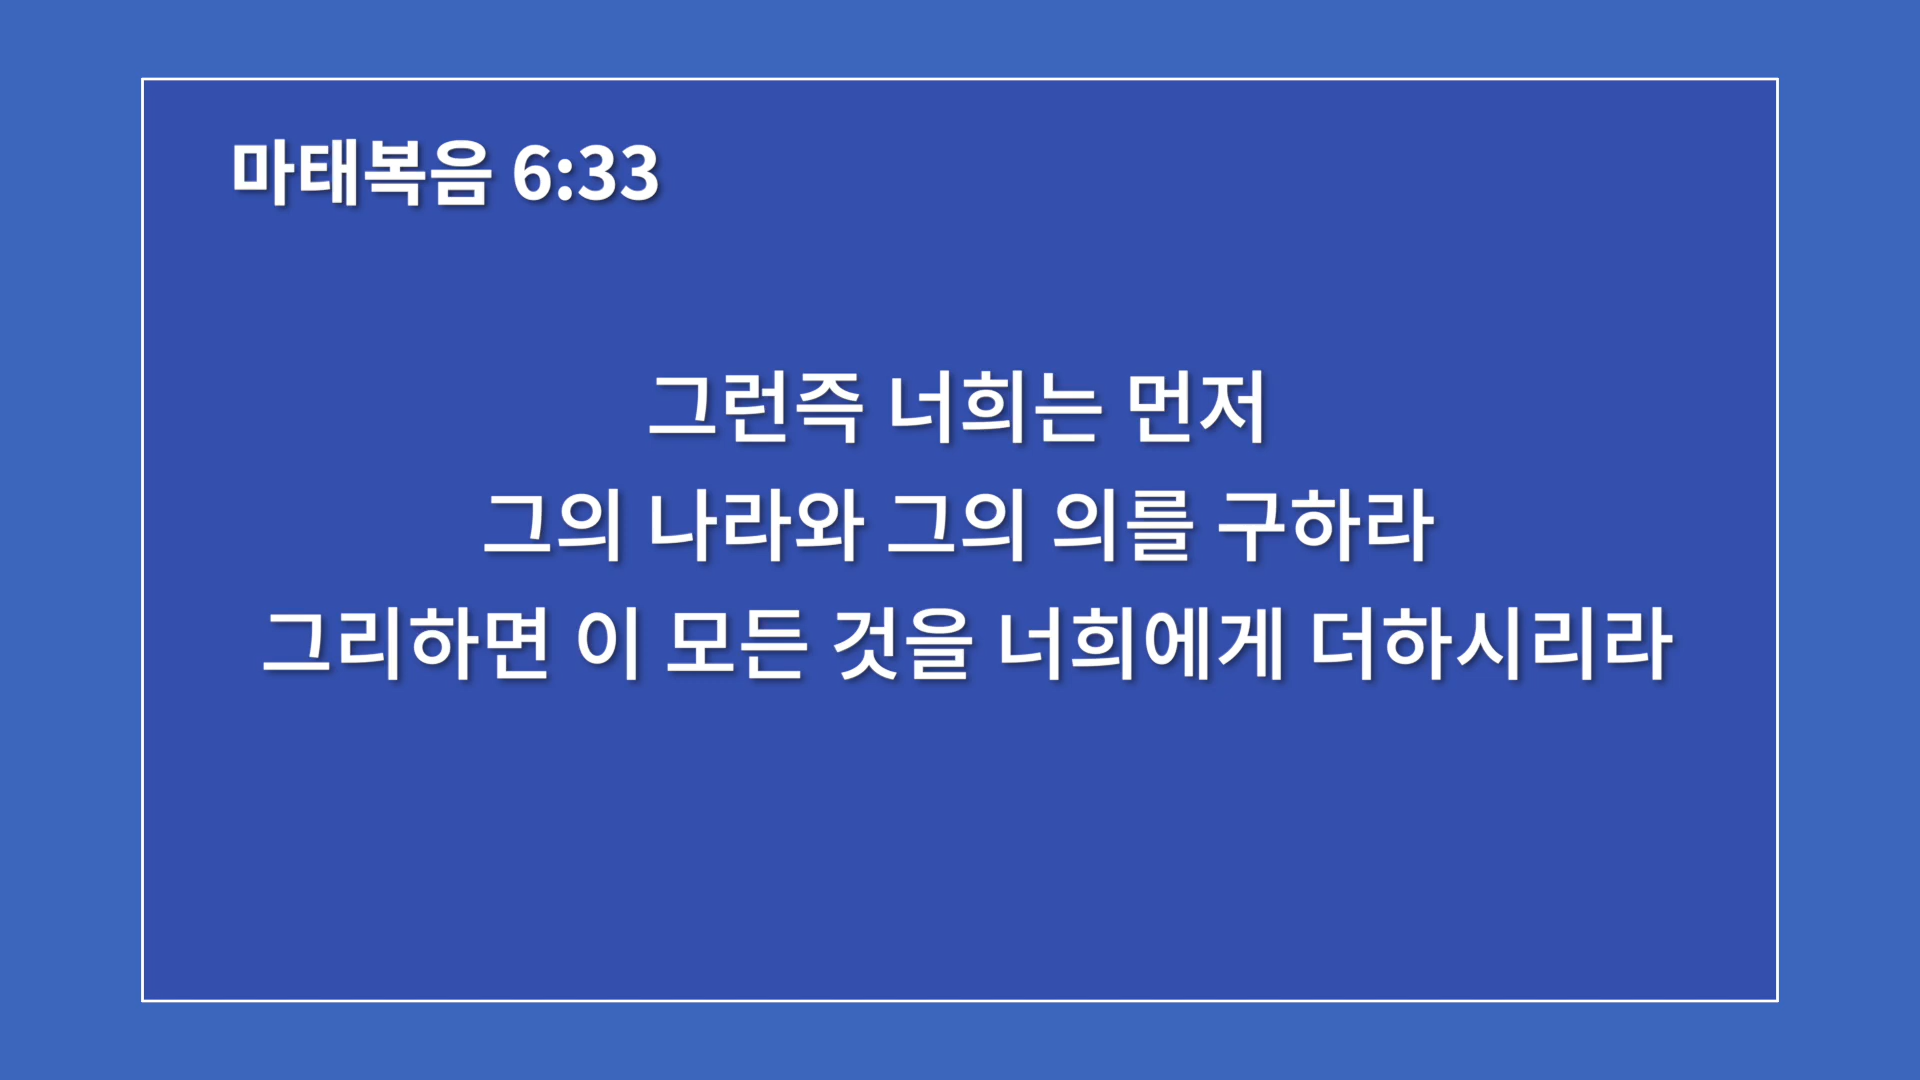 마태복음 6:33
그런즉 너희는 먼저
그의 나라와 그의 의를 구하라
그리하면 이 모든 것을 너희에게 더하시리라